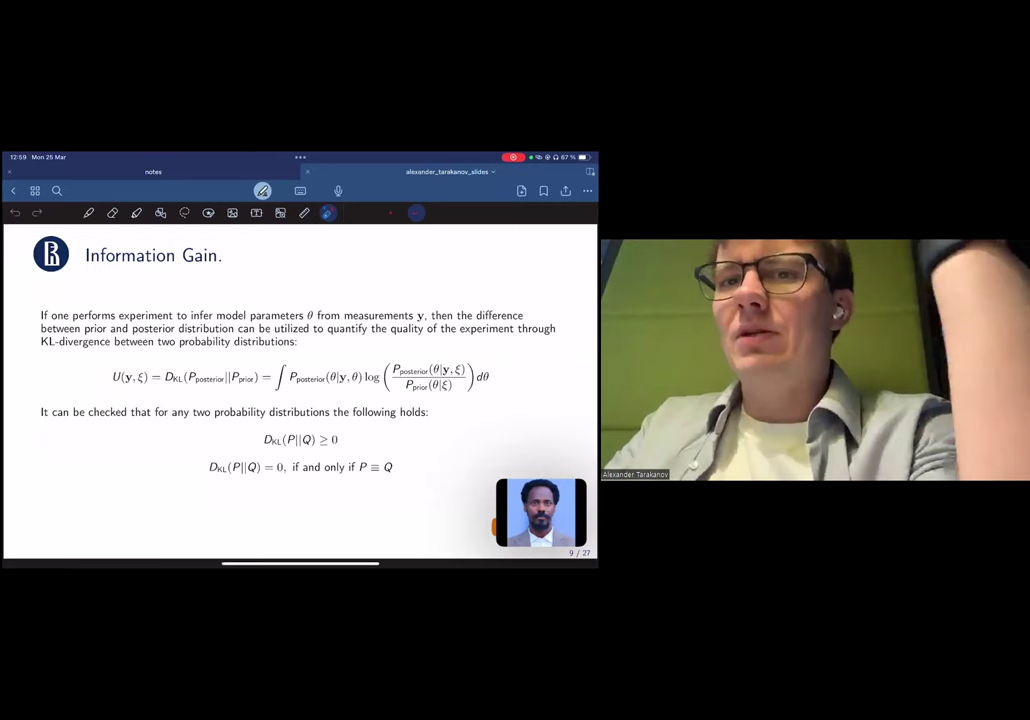 12:59 Mon 25 Mar
67 %
notes
alexander_tarakanov_slides
Information Gain.
If one performs experiment to infer model parameters θ from measurements y, then the difference
between prior and posterior distribution can be utilized to quantify the quality of the experiment through
KL-divergence between two probability distributions:
U(y, ξ) = D_KL(P_posterior||P_prior) = ∫ P_posterior(θ|y, θ) log ( P_posterior(θ|y, ξ) / P_prior(θ|ξ) ) dθ
It can be checked that for any two probability distributions the following holds:
D_KL(P||Q) ≥ 0
D_KL(P||Q) = 0, if and only if P ≡ Q
9 / 27
Alexander Tarakanov